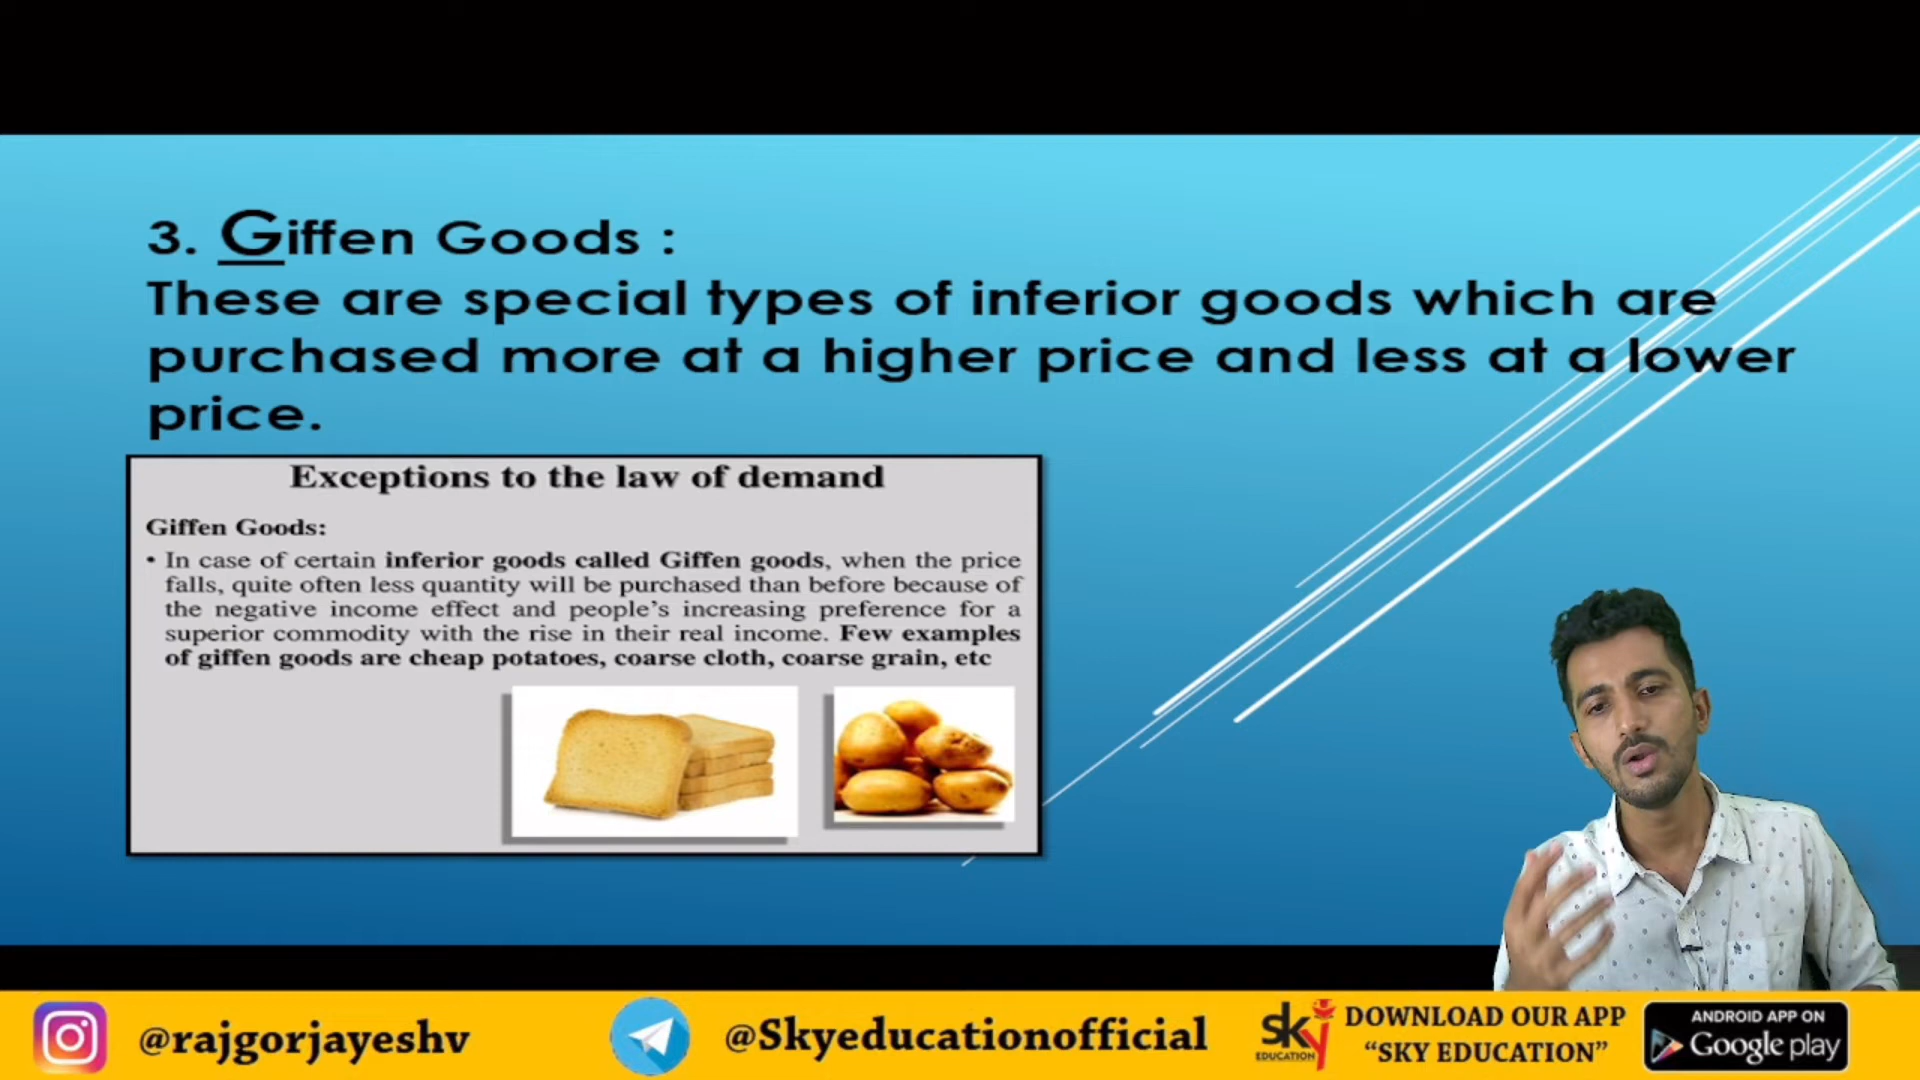 3. Giffen Goods :
These are special types of inferior goods which are
purchased more at a higher price and less at a lower
price.
Exceptions to the law of demand
Giffen Goods:
• In case of certain inferior goods called Giffen goods, when the price
falls, quite often less quantity will be purchased than before because of
the negative income effect and people's increasing preference for a
superior commodity with the rise in their real income. Few examples
of giffen goods are cheap potatoes, coarse cloth, coarse grain, etc
@rajgorjayeshv
@Skyeducationofficial
sky
EDUCATION
DOWNLOAD OUR APP
“SKY EDUCATION”
ANDROID APP ON
Google play